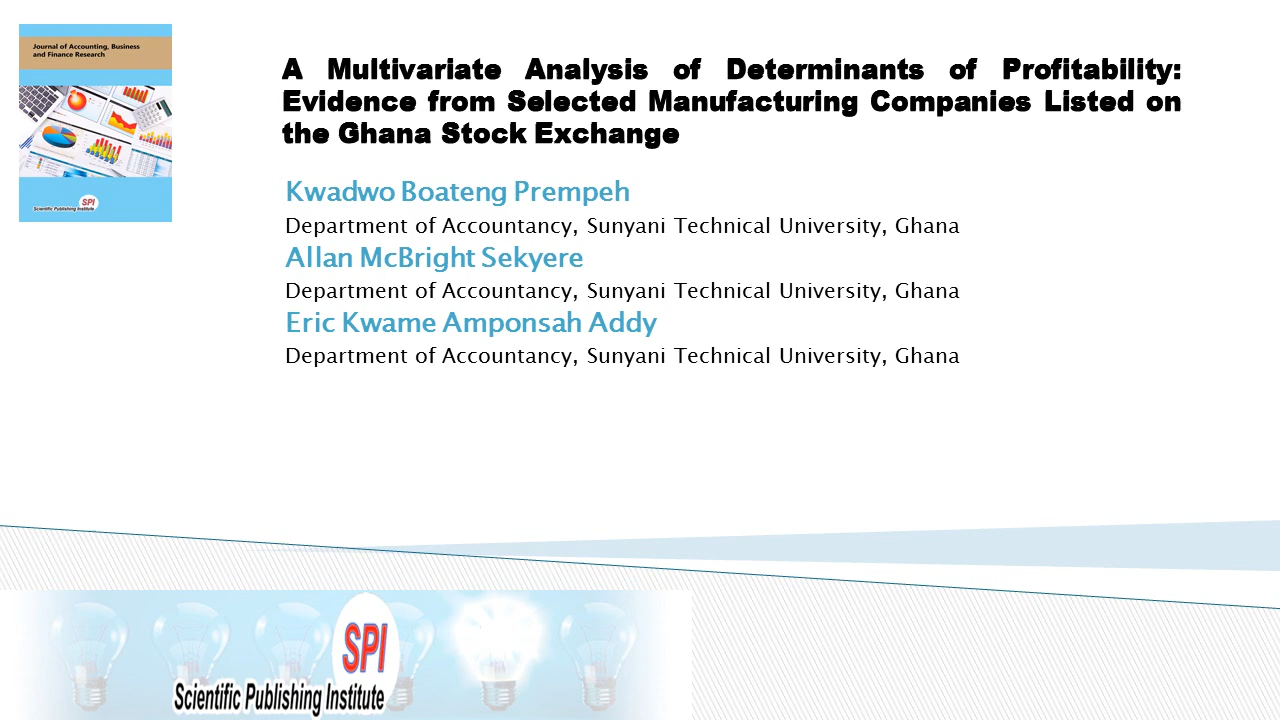 Journal of Accounting, Business
and Finance Research
SPI
Scientific Publishing Institute
A Multivariate Analysis of Determinants of Profitability:
Evidence from Selected Manufacturing Companies Listed on
the Ghana Stock Exchange
Kwadwo Boateng Prempeh
Department of Accountancy, Sunyani Technical University, Ghana
Allan McBright Sekyere
Department of Accountancy, Sunyani Technical University, Ghana
Eric Kwame Amponsah Addy
Department of Accountancy, Sunyani Technical University, Ghana
SPI
Scientific Publishing Institute